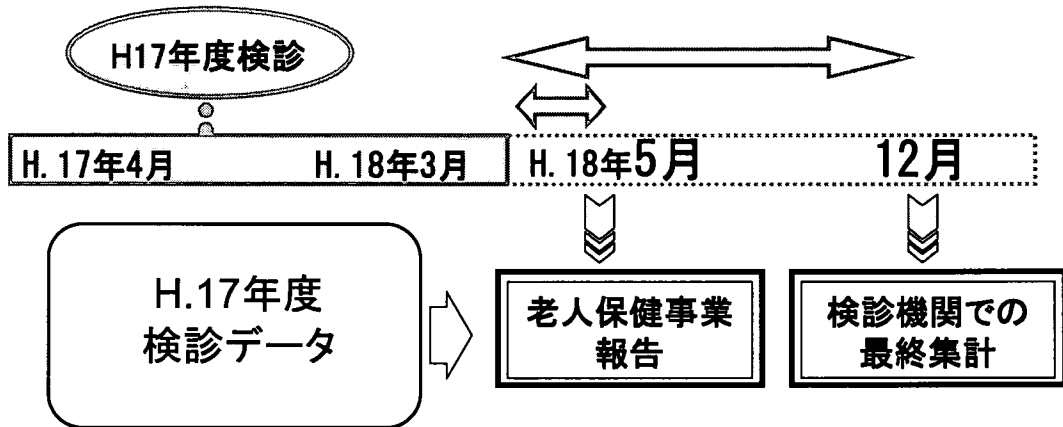 H17年度検診
H.17年4月 H.18年3月 H.18年5月 12月
H.17年度
検診データ
老人保健事業
報告
検診機関での
最終集計